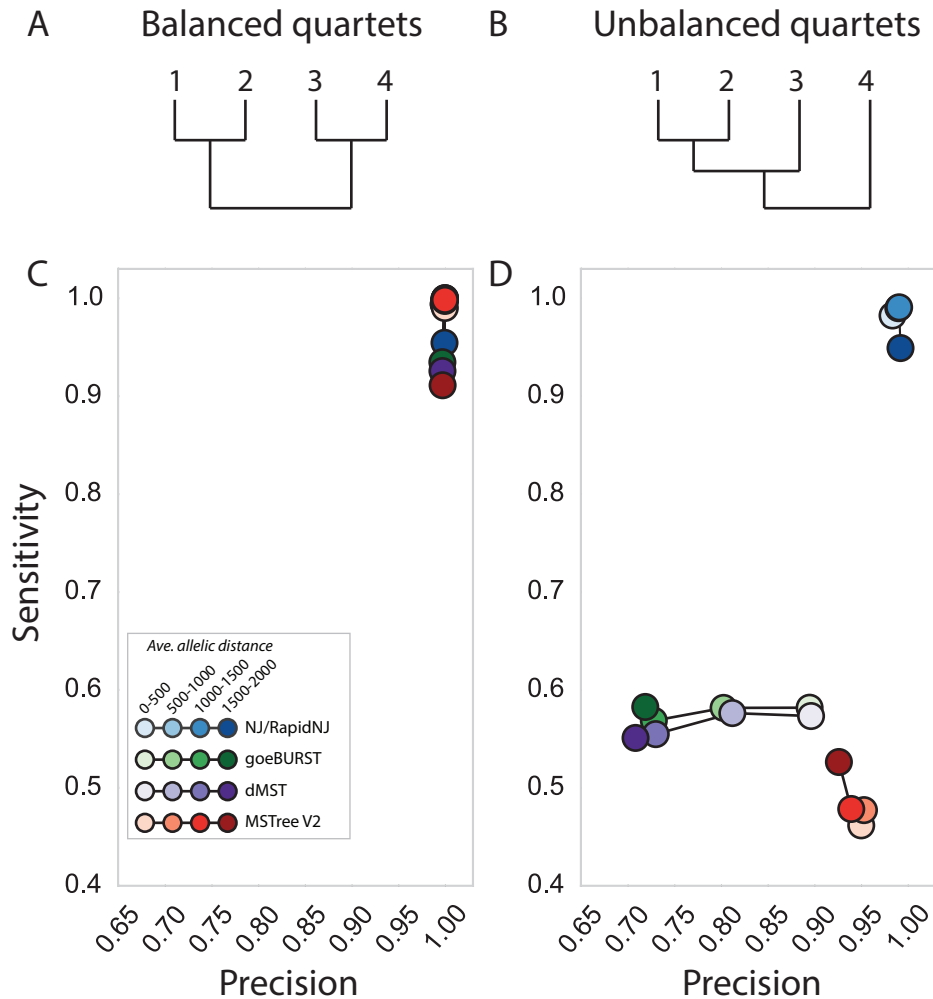 A Balanced quartets B Unbalanced quartets
1 2 3 4 1 2 3 4
C D
1.0 1.0
0.9 0.9
0.8 0.8
0.7 0.7
0.6 0.6
0.5 0.5
0.4 0.4
Sensitivity
Ave. allelic distance
0-500 500-1000 1000-1500 1500-2000
NJ/RapidNJ
goeBURST
dMST
MSTree V2
0.65 0.70 0.75 0.80 0.85 0.90 0.95 1.00 0.65 0.70 0.75 0.80 0.85 0.90 0.95 1.00
Precision Precision